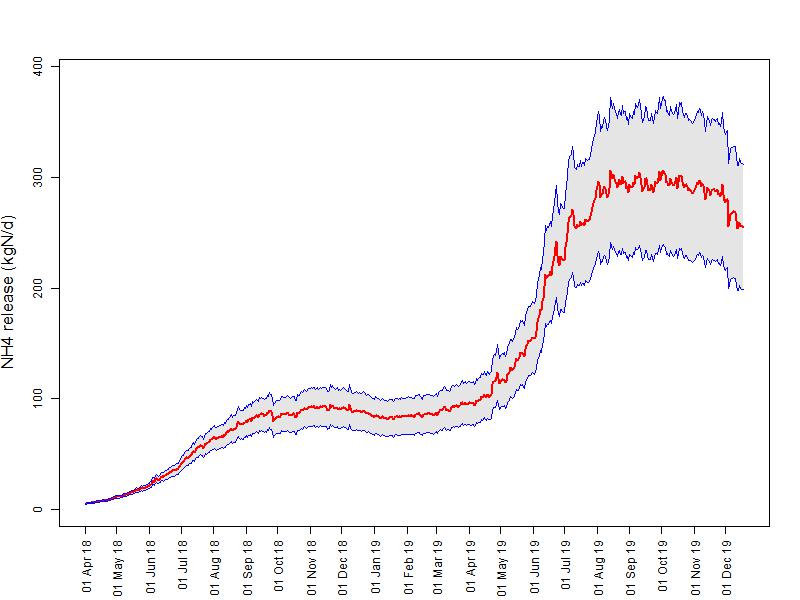 NH4 release (kgN/d)
400
300
200
100
0
01 Apr 18
01 May 18
01 Jun 18
01 Jul 18
01 Aug 18
01 Sep 18
01 Oct 18
01 Nov 18
01 Dec 18
01 Jan 19
01 Feb 19
01 Mar 19
01 Apr 19
01 May 19
01 Jun 19
01 Jul 19
01 Aug 19
01 Sep 19
01 Oct 19
01 Nov 19
01 Dec 19